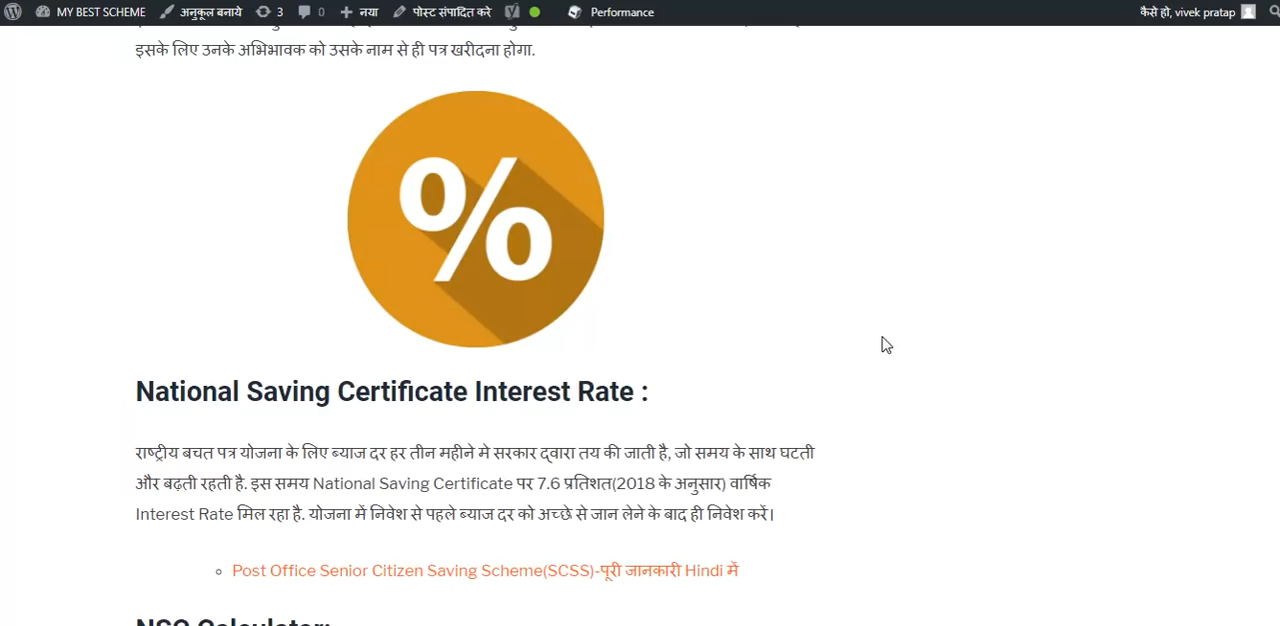 MY BEST SCHEME अनुकूल बनाये 3 0 + नया पोस्ट संपादित करे Performance कैसे हो, vivek pratap
इसके लिए उनके अभिभावक को उसके नाम से ही पत्र खरीदना होगा.
%
National Saving Certificate Interest Rate :
राष्ट्रीय बचत पत्र योजना के लिए ब्याज दर हर तीन महीने मे सरकार द्वारा तय की जाती है, जो समय के साथ घटती
और बढ़ती रहती है. इस समय National Saving Certificate पर 7.6 प्रतिशत(2018 के अनुसार) वार्षिक
Interest Rate मिल रहा है. योजना में निवेश से पहले ब्याज दर को अच्छे से जान लेने के बाद ही निवेश करें।
Post Office Senior Citizen Saving Scheme(SCSS)-पूरी जानकारी Hindi में
NSC Calculator: